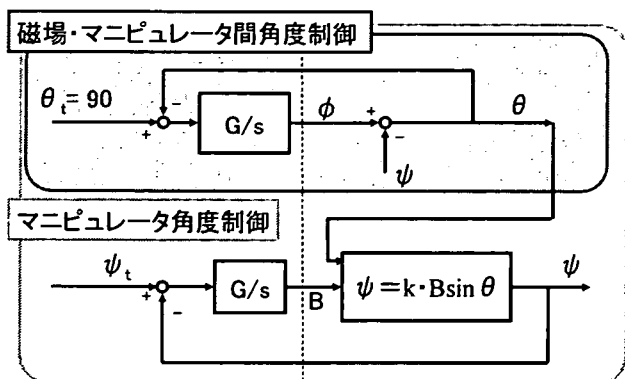 磁場・マニピュレータ間角度制御
θt=90
−
+
G/s
φ
+
−
θ
ψ
マニピュレータ角度制御
ψt
+
−
G/s
B
ψ=k・Bsin θ
ψ